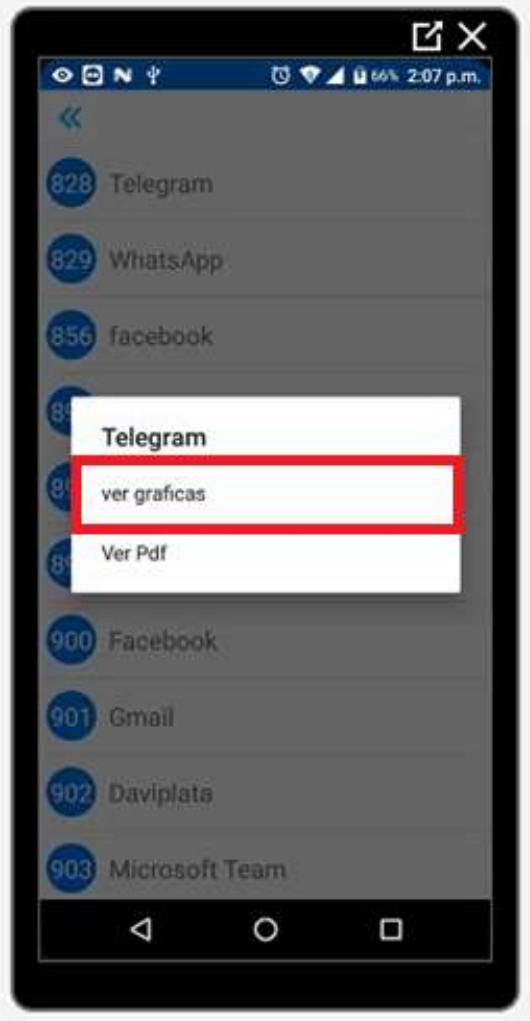 66% 2:07 p.m.
828 Telegram
829 WhatsApp
856 facebook
Telegram
ver graficas
Ver Pdf
900 Facebook
901 Gmail
902 Daviplata
903 Microsoft Team